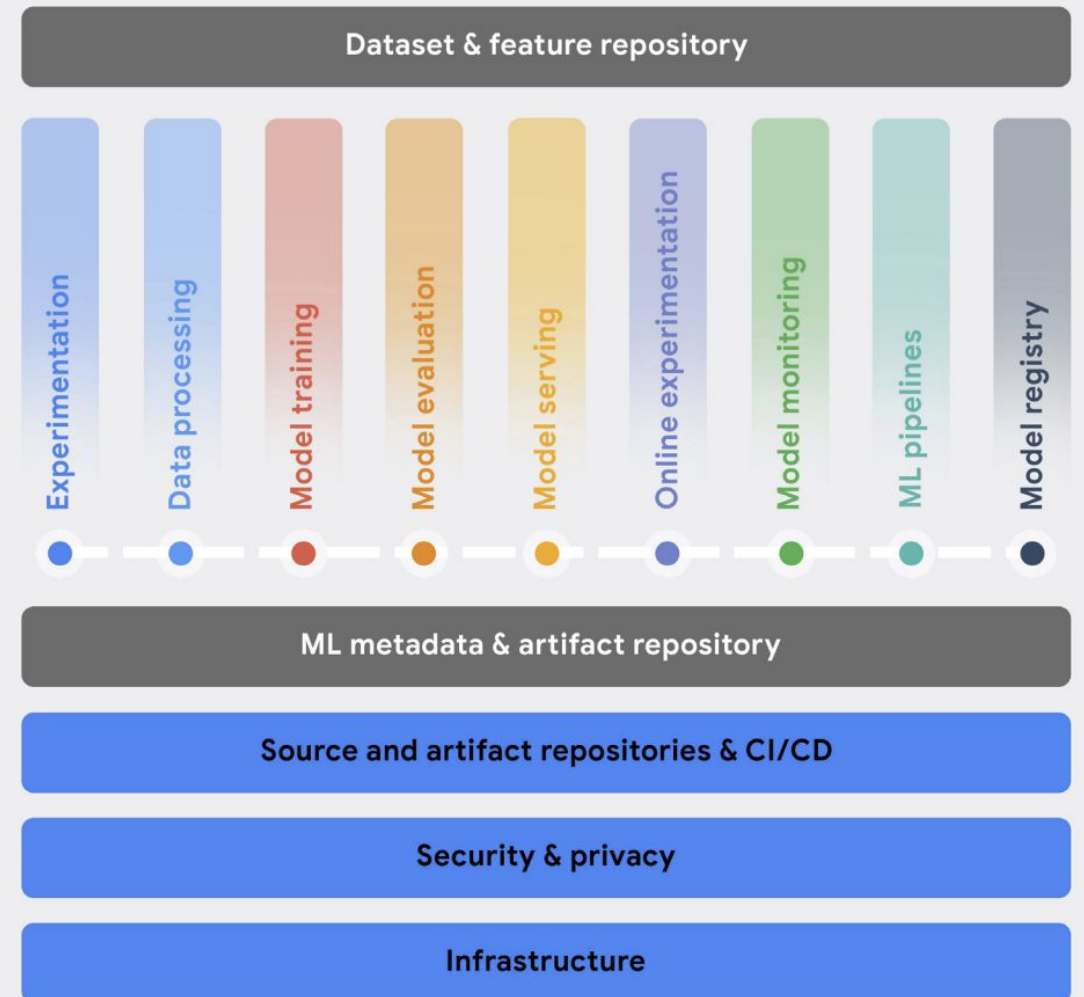 Dataset & feature repository
Experimentation
Data processing
Model training
Model evaluation
Model serving
Online experimentation
Model monitoring
ML pipelines
Model registry
ML metadata & artifact repository
Source and artifact repositories & CI/CD
Security & privacy
Infrastructure